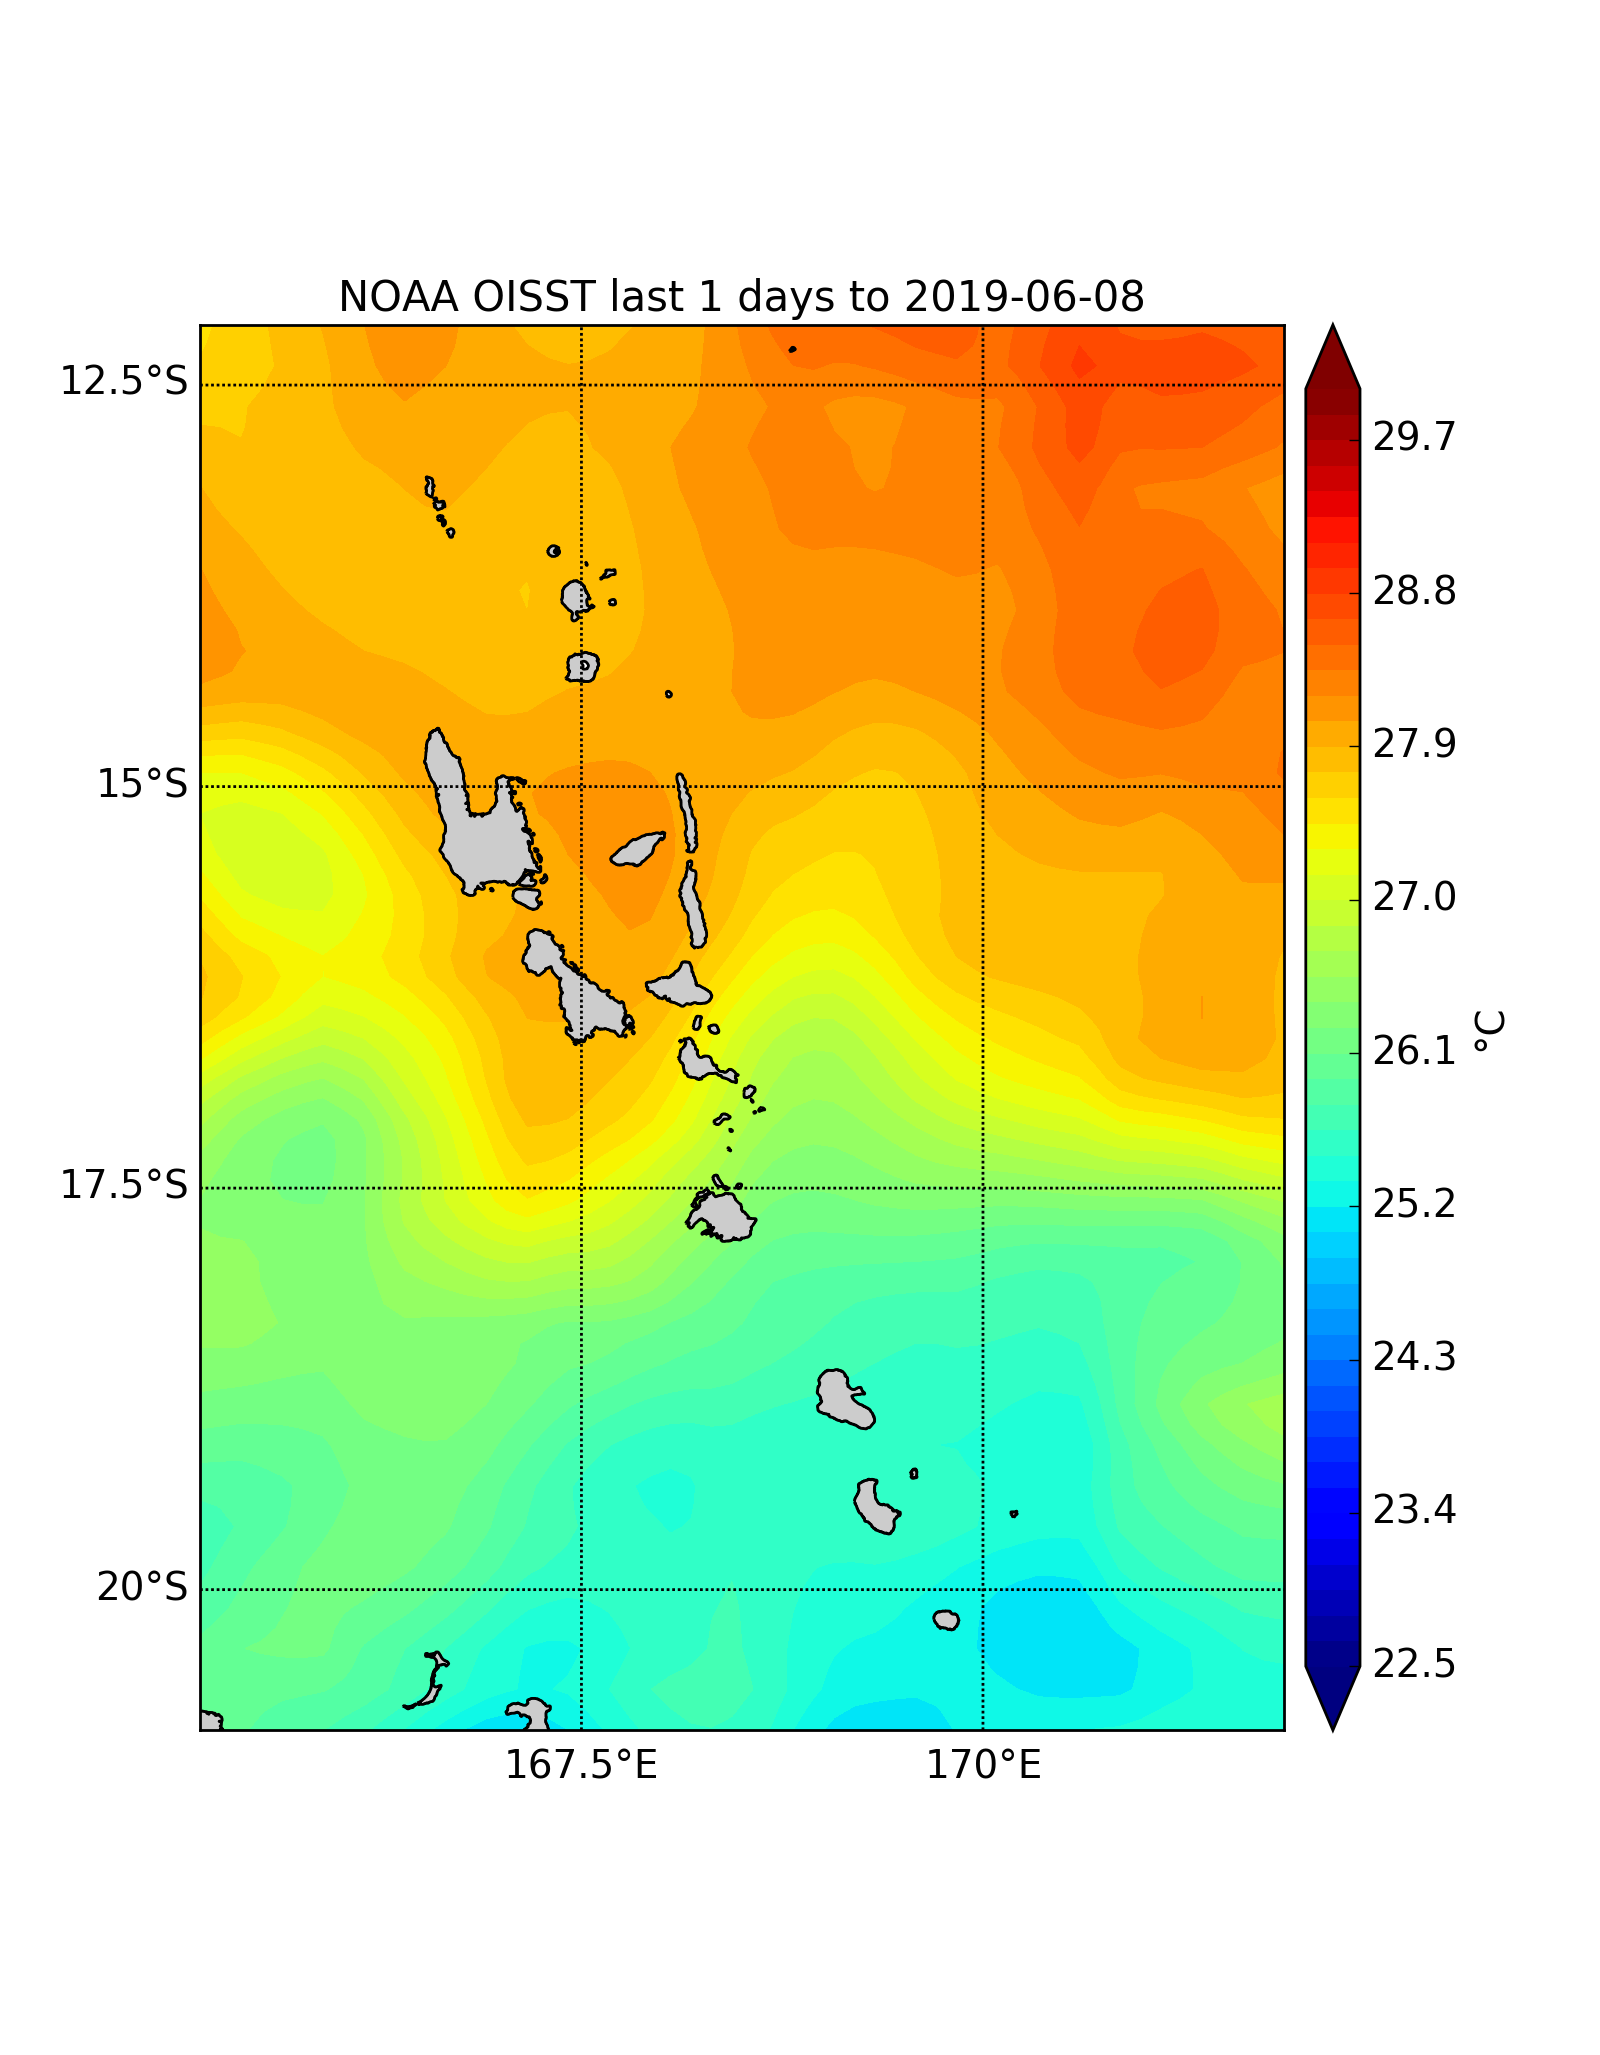 NOAA OISST last 1 days to 2019-06-08
12.5°S
15°S
17.5°S
20°S
167.5°E
170°E
29.7
28.8
27.9
27.0
26.1
25.2
24.3
23.4
22.5
°C